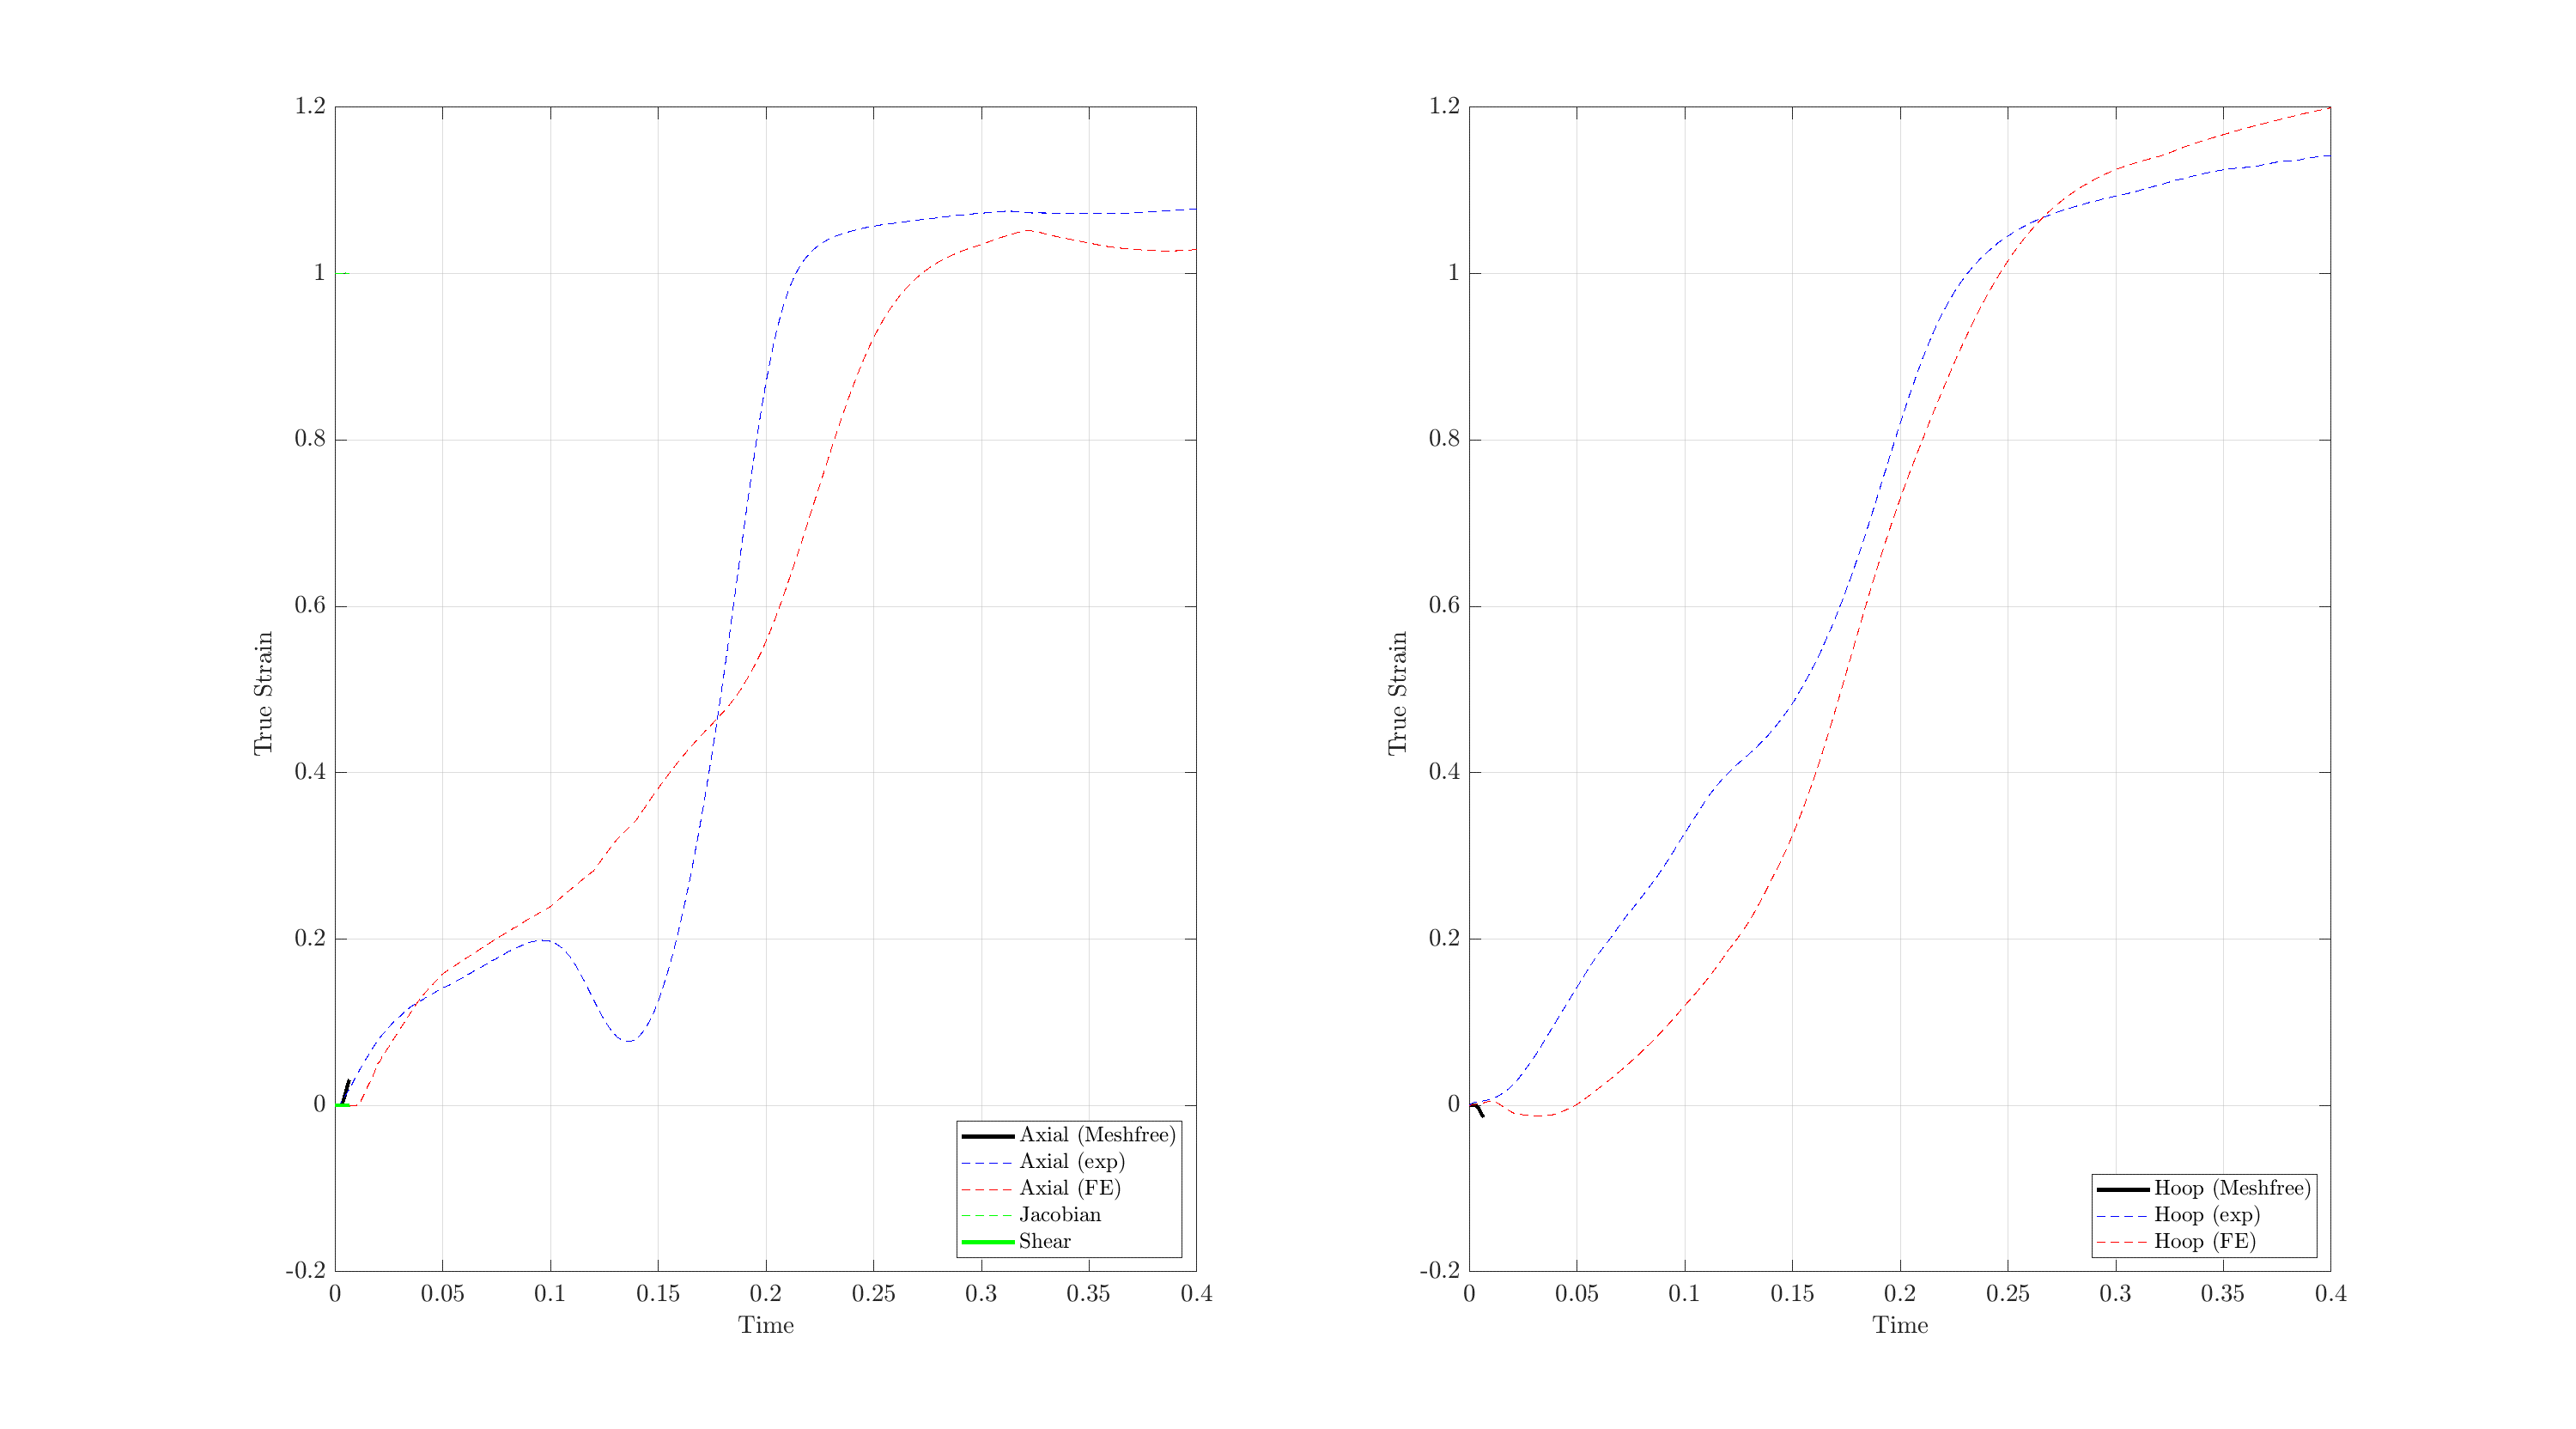 1.2
1
0.8
0.6
0.4
0.2
0
-0.2
True Strain
0 0.05 0.1 0.15 0.2 0.25 0.3 0.35 0.4
Time
Axial (Meshfree)
Axial (exp)
Axial (FE)
Jacobian
Shear
1.2
1
0.8
0.6
0.4
0.2
0
-0.2
True Strain
0 0.05 0.1 0.15 0.2 0.25 0.3 0.35 0.4
Time
Hoop (Meshfree)
Hoop (exp)
Hoop (FE)